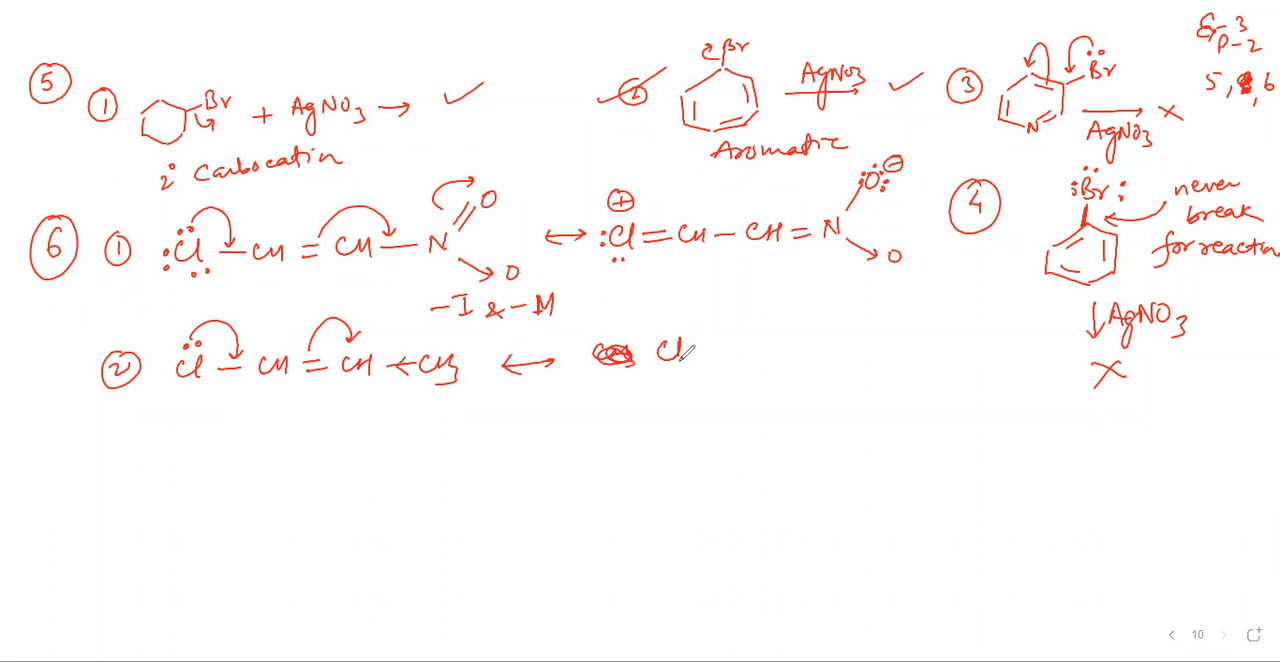 Ex-3
P-2
5, 6
⑤ ① Br + AgNO3 → ✓
2° Carbocation
② Br AgNO3 → ✓
Aromatic
③ Br N AgNO3 → ×
⑥ ① :Cl – CH = CH – N O → O
-I & -M
↔ ⊕ :Cl = CH – CH = N O ⊖ → O
④ :Br: never
break
for reaction
↓ AgNO3
×
② Cl – CH = CH ← CH3 ↔ Cl
10